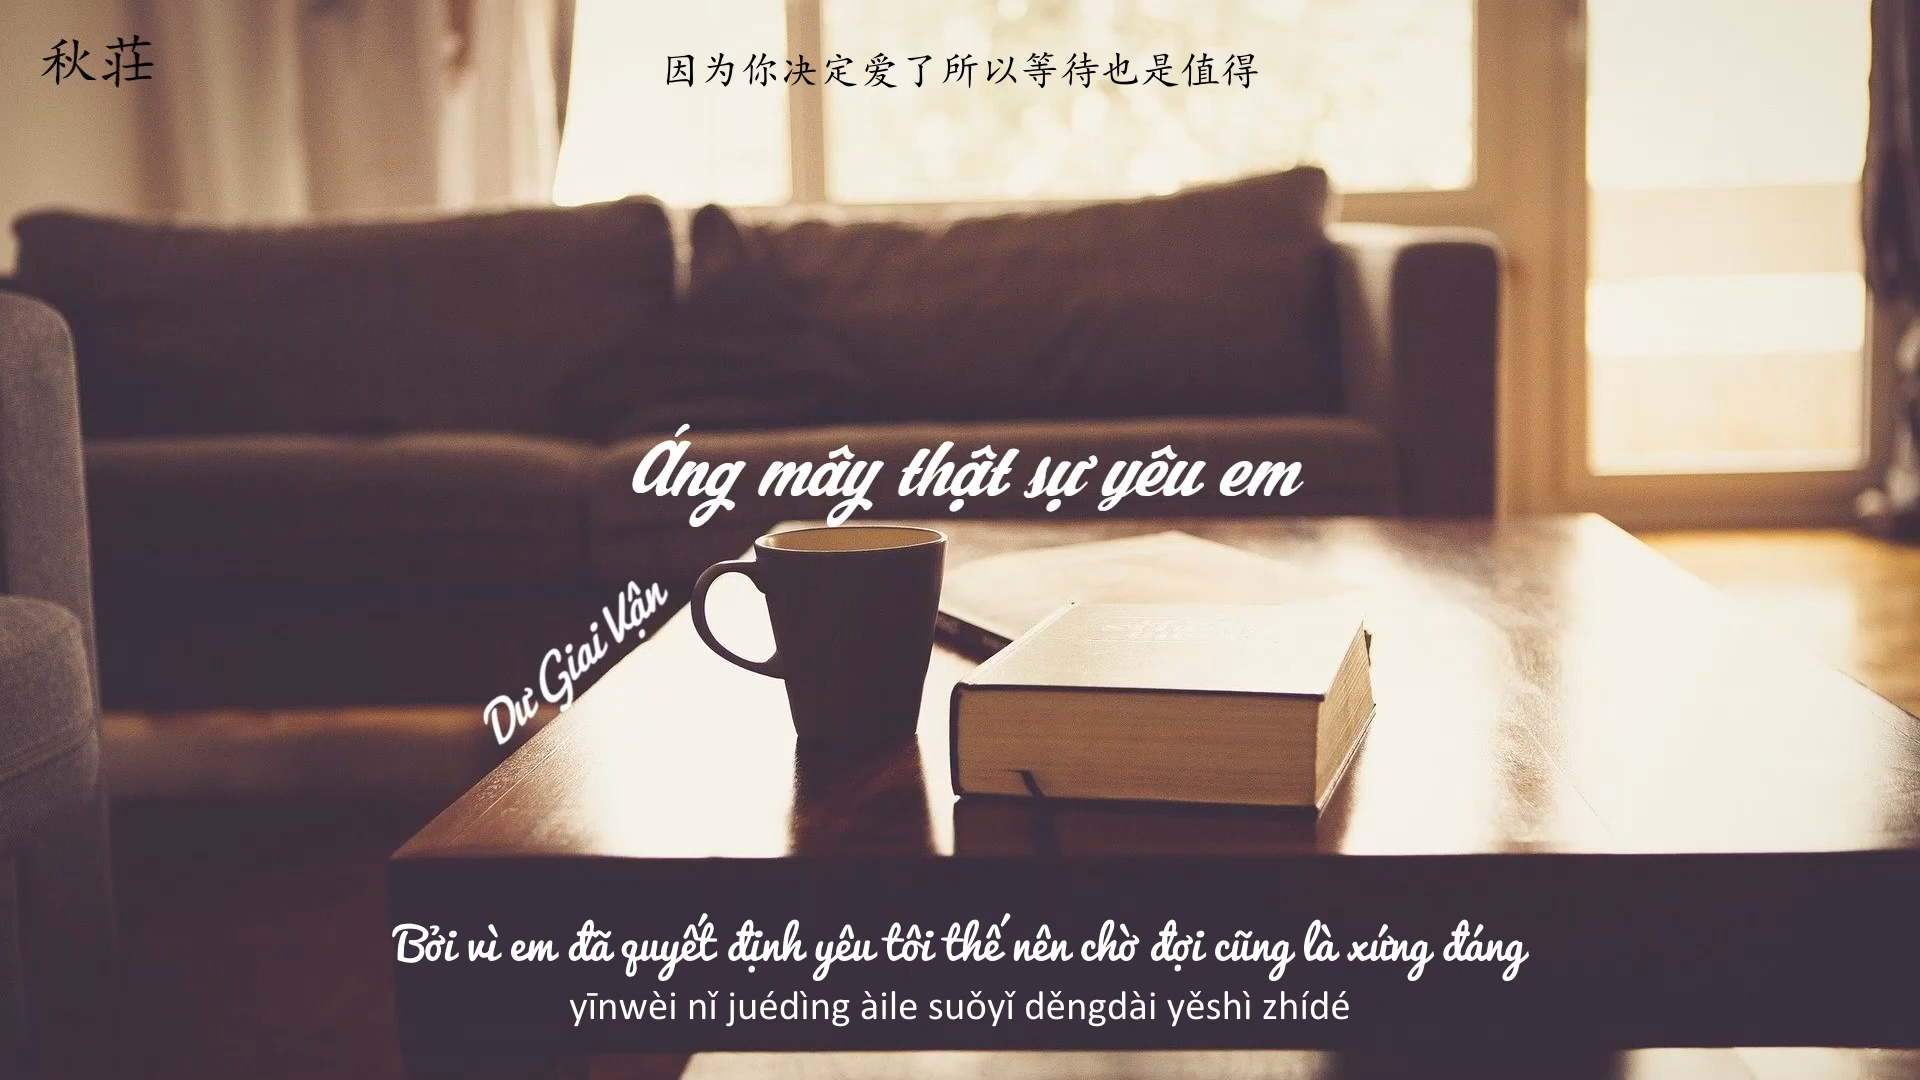 秋荘
因为你决定爱了所以等待也是值得
Áng mây thật sự yêu em
Dư Giai Vận
Bởi vì em đã quyết định yêu tôi thế nên chờ đợi cũng là xứng đáng
yīnwèi nǐ juédìng àile suǒyǐ děngdài yěshì zhídé